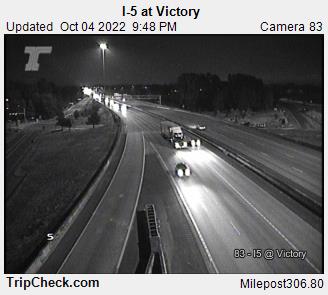 I-5 at Victory
Updated Oct 04 2022 9:48 PM Camera 83
T
S
83 - I5 @ Victory
TripCheck.com Milepost306.80